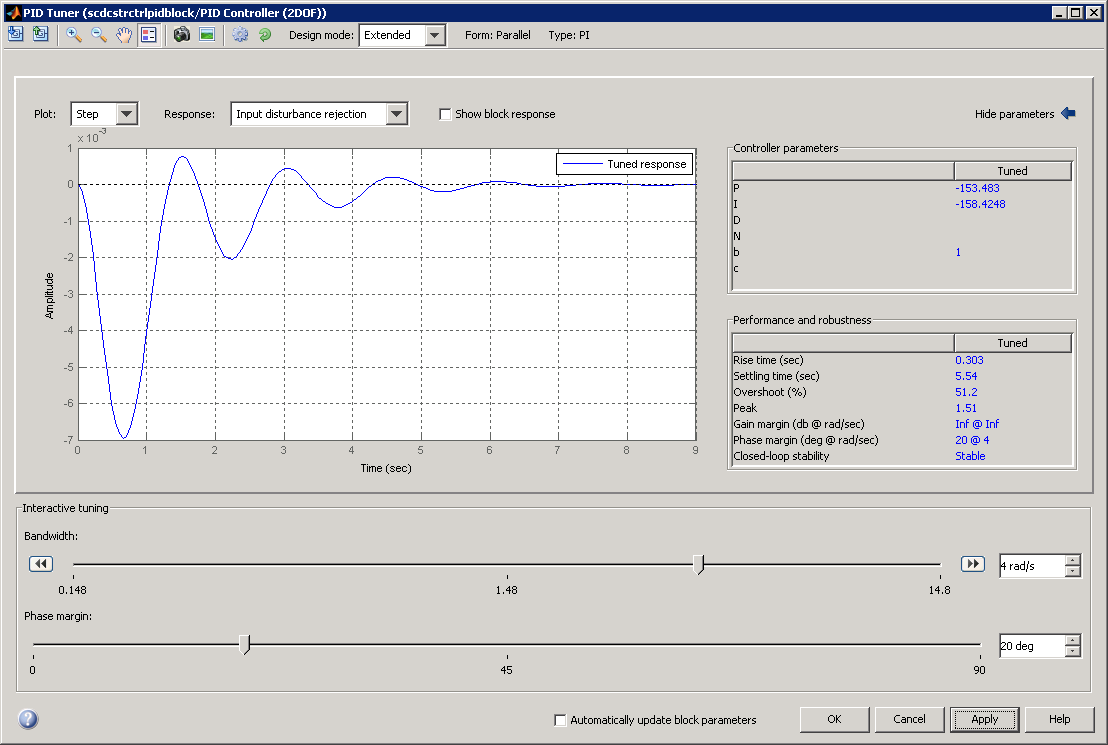 PID Tuner (scdcstrctrlpidblock/PID Controller (2DOF))
Design mode: Extended Form: Parallel Type: PI
Plot: Step Response: Input disturbance rejection Show block response Hide parameters
x 10^-3
Tuned response
1
0
-1
-2
-3
-4
-5
-6
-7
Amplitude
0 1 2 3 4 5 6 7 8 9
Time (sec)
Controller parameters
Tuned
P -153.483
I -158.4248
D
N
b 1
c
Performance and robustness
Tuned
Rise time (sec) 0.303
Settling time (sec) 5.54
Overshoot (%) 51.2
Peak 1.51
Gain margin (db @ rad/sec) Inf @ Inf
Phase margin (deg @ rad/sec) 20 @ 4
Closed-loop stability Stable
Interactive tuning
Bandwidth:
4 rad/s
0.148 1.48 14.8
Phase margin:
20 deg
0 45 90
Automatically update block parameters OK Cancel Apply Help